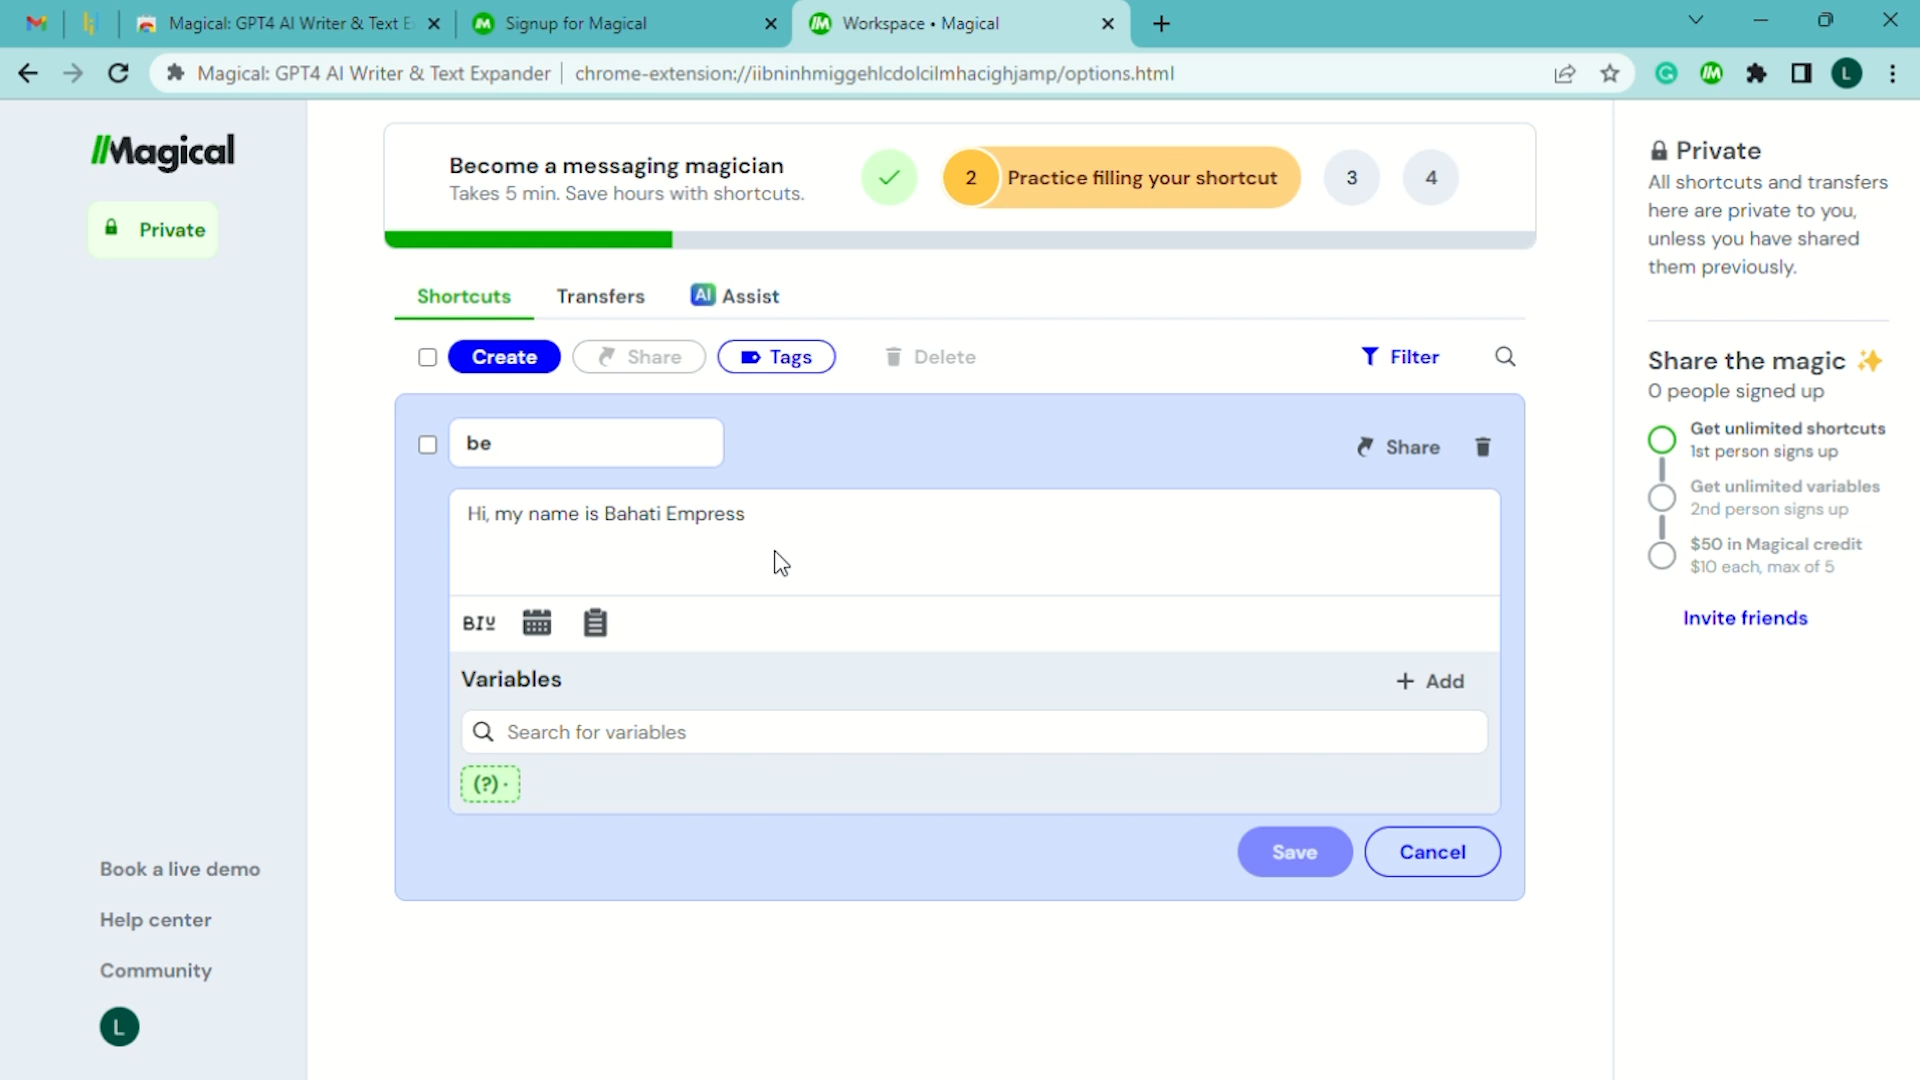 Magical: GPT4 AI Writer & Text E
Signup for Magical
Workspace • Magical
Magical: GPT4 AI Writer & Text Expander
chrome-extension://iibninhmiggehlcdolcilmhacighjamp/options.html
L
Magical
Private
Become a messaging magician
Takes 5 min. Save hours with shortcuts.
2
Practice filling your shortcut
3
4
Shortcuts
Transfers
AI Assist
Create
Share
Tags
Delete
Filter
be
Share
Hi, my name is Bahati Empress
BIU
Variables
+ Add
Search for variables
(?) ·
Save
Cancel
Book a live demo
Help center
Community
L
Private
All shortcuts and transfers
here are private to you,
unless you have shared
them previously.
Share the magic
0 people signed up
Get unlimited shortcuts
1st person signs up
Get unlimited variables
2nd person signs up
$50 in Magical credit
$10 each, max of 5
Invite friends